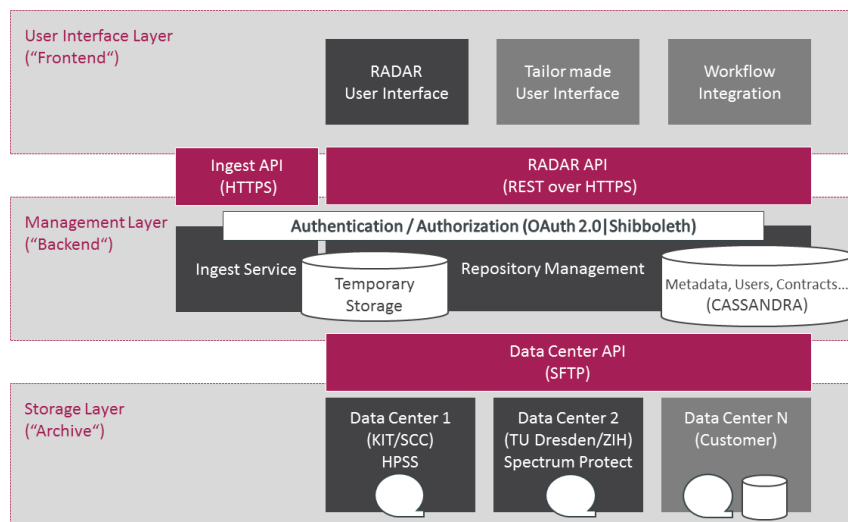 User Interface Layer
(“Frontend“)
RADAR
User Interface
Tailor made
User Interface
Workflow
Integration
Ingest API
(HTTPS)
RADAR API
(REST over HTTPS)
Management Layer
(“Backend“)
Authentication / Authorization (OAuth 2.0|Shibboleth)
Ingest Service
Temporary
Storage
Repository Management
Metadata, Users, Contracts...
(CASSANDRA)
Data Center API
(SFTP)
Storage Layer
(“Archive“)
Data Center 1
(KIT/SCC)
HPSS
Data Center 2
(TU Dresden/ZIH)
Spectrum Protect
Data Center N
(Customer)